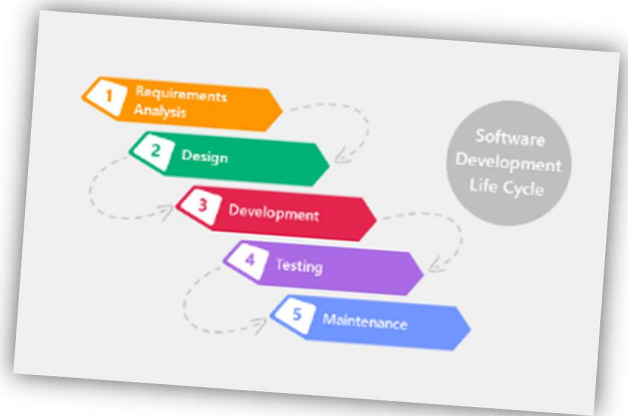 1
Requirements
Analysis
2
Design
3
Development
4
Testing
5
Maintenance
Software
Development
Life Cycle